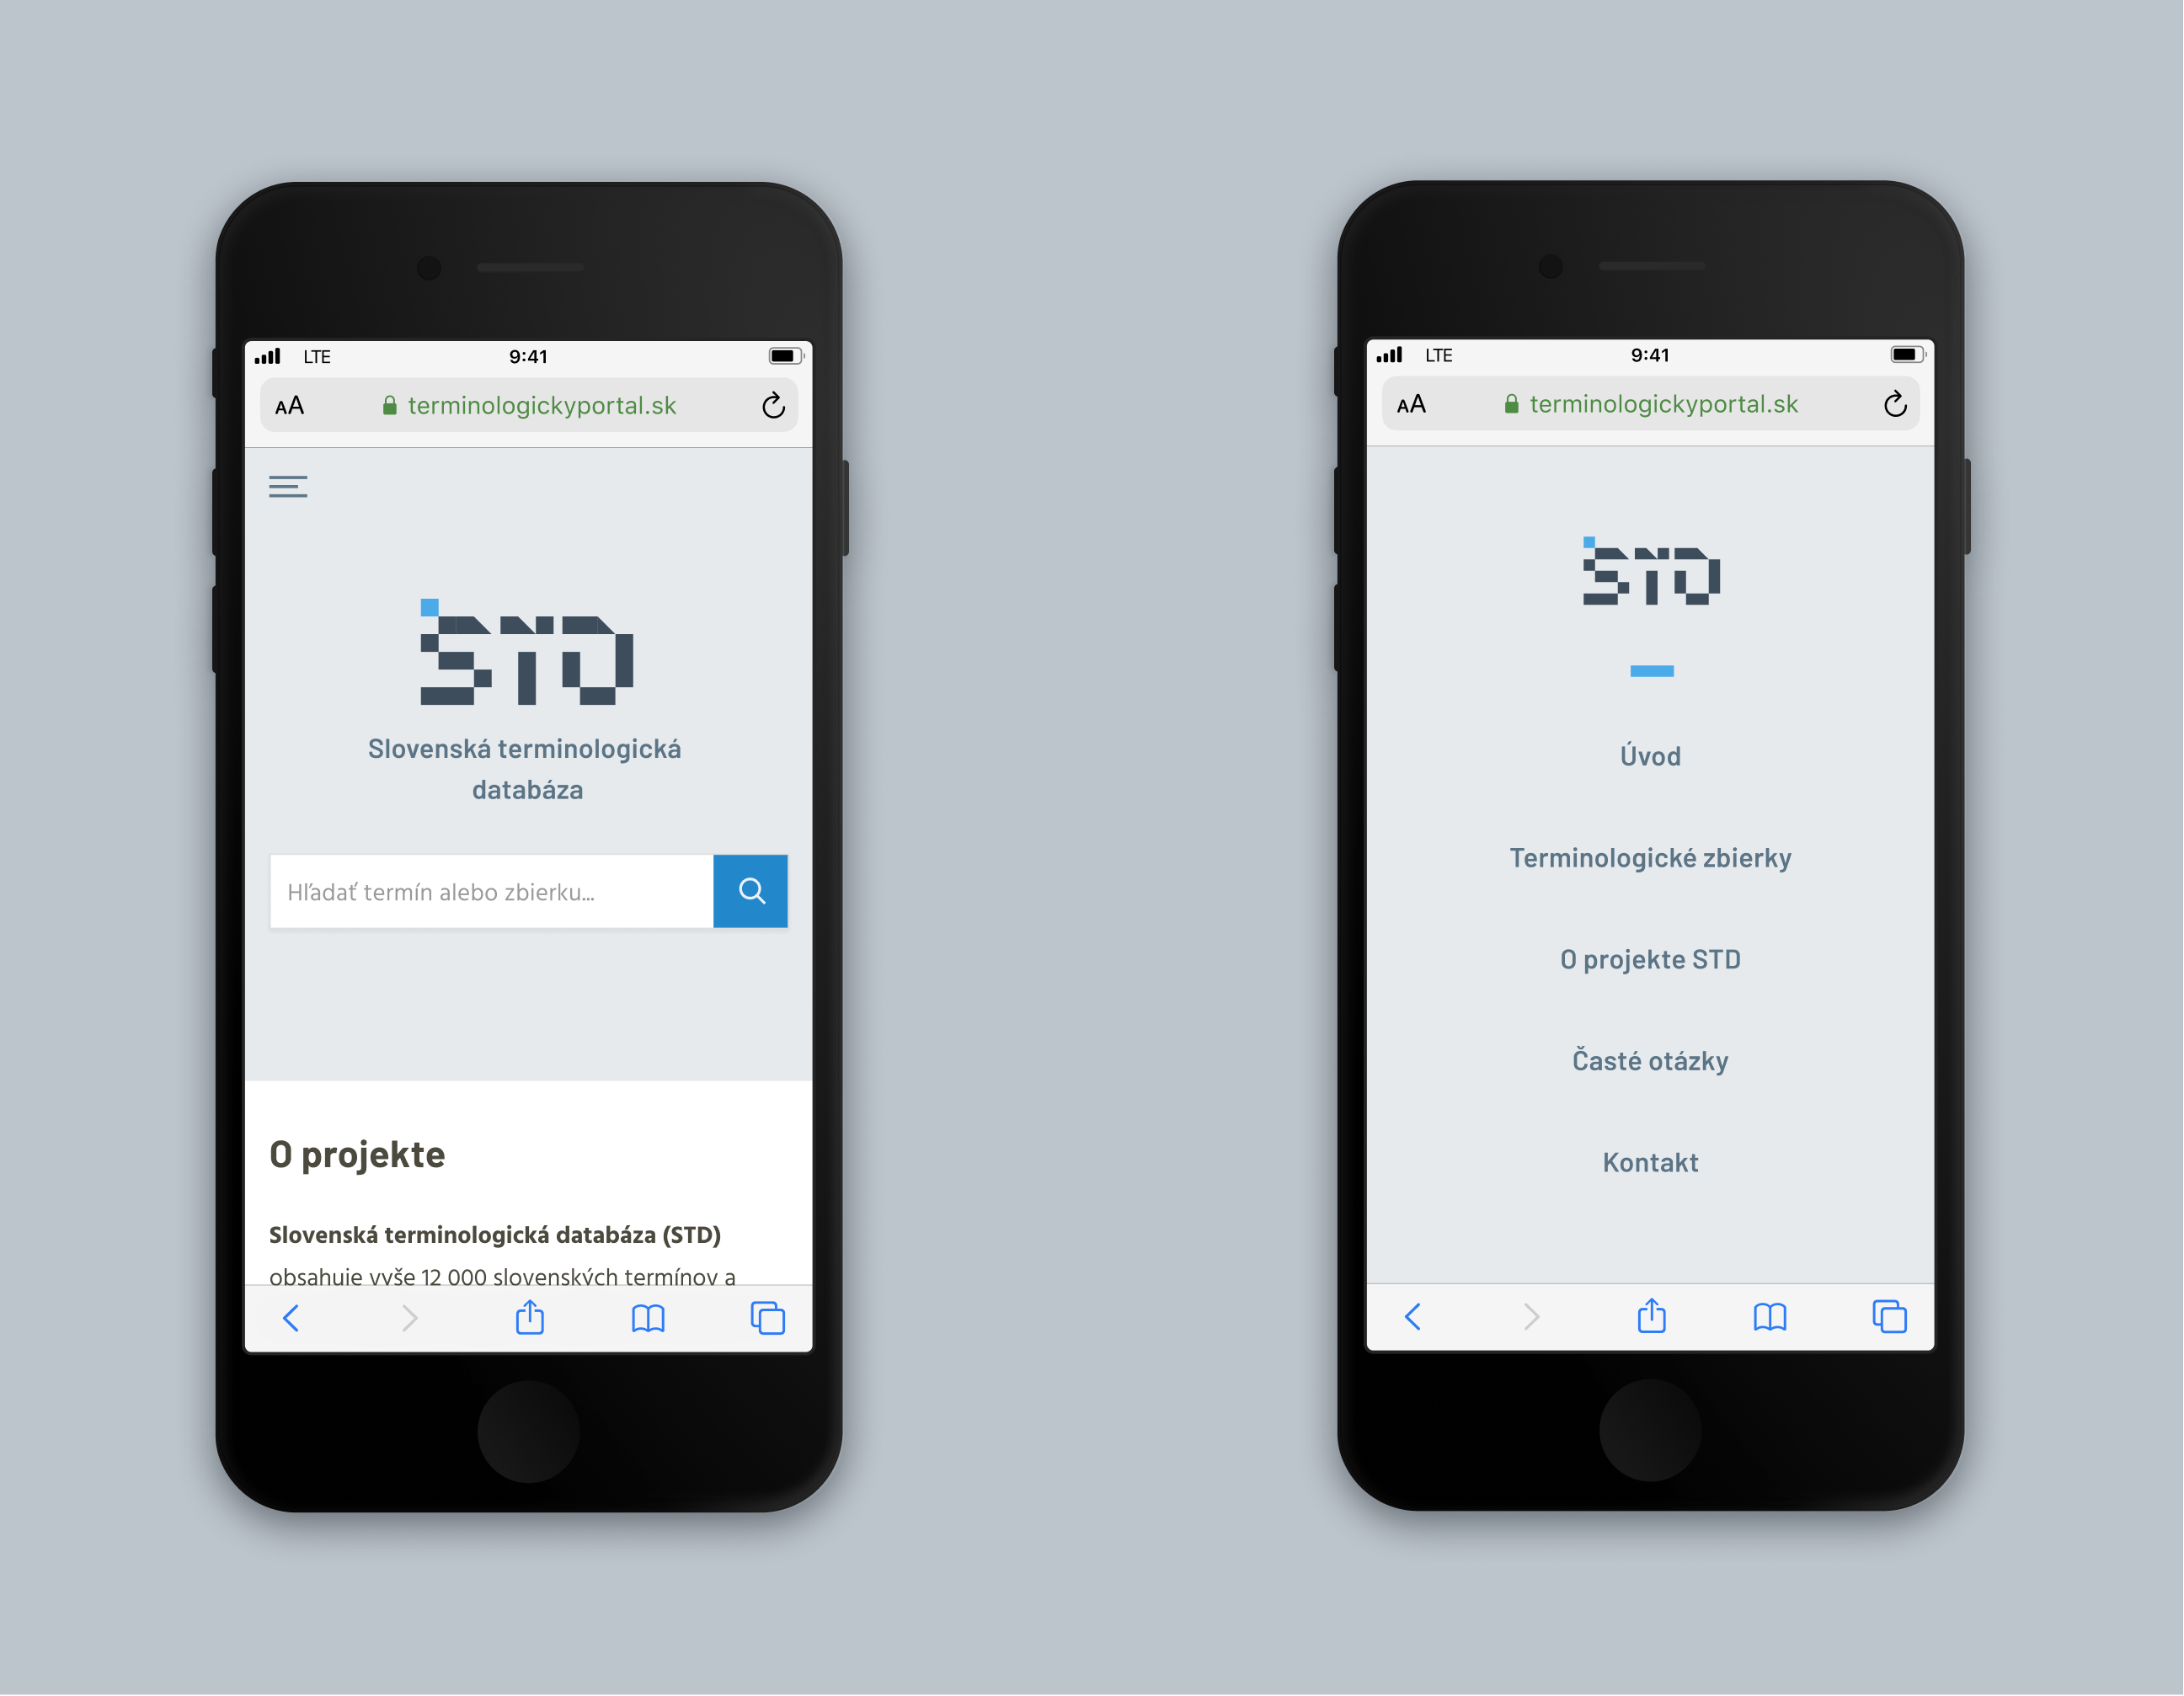 LTE 9:41
AA terminologickyportal.sk
STD
Slovenská terminologická
databáza
Hľadať termín alebo zbierku...
O projekte
Slovenská terminologická databáza (STD)
obsahuje vyše 12 000 slovenských termínov a
LTE 9:41
AA terminologickyportal.sk
STD
Úvod
Terminologické zbierky
O projekte STD
Časté otázky
Kontakt